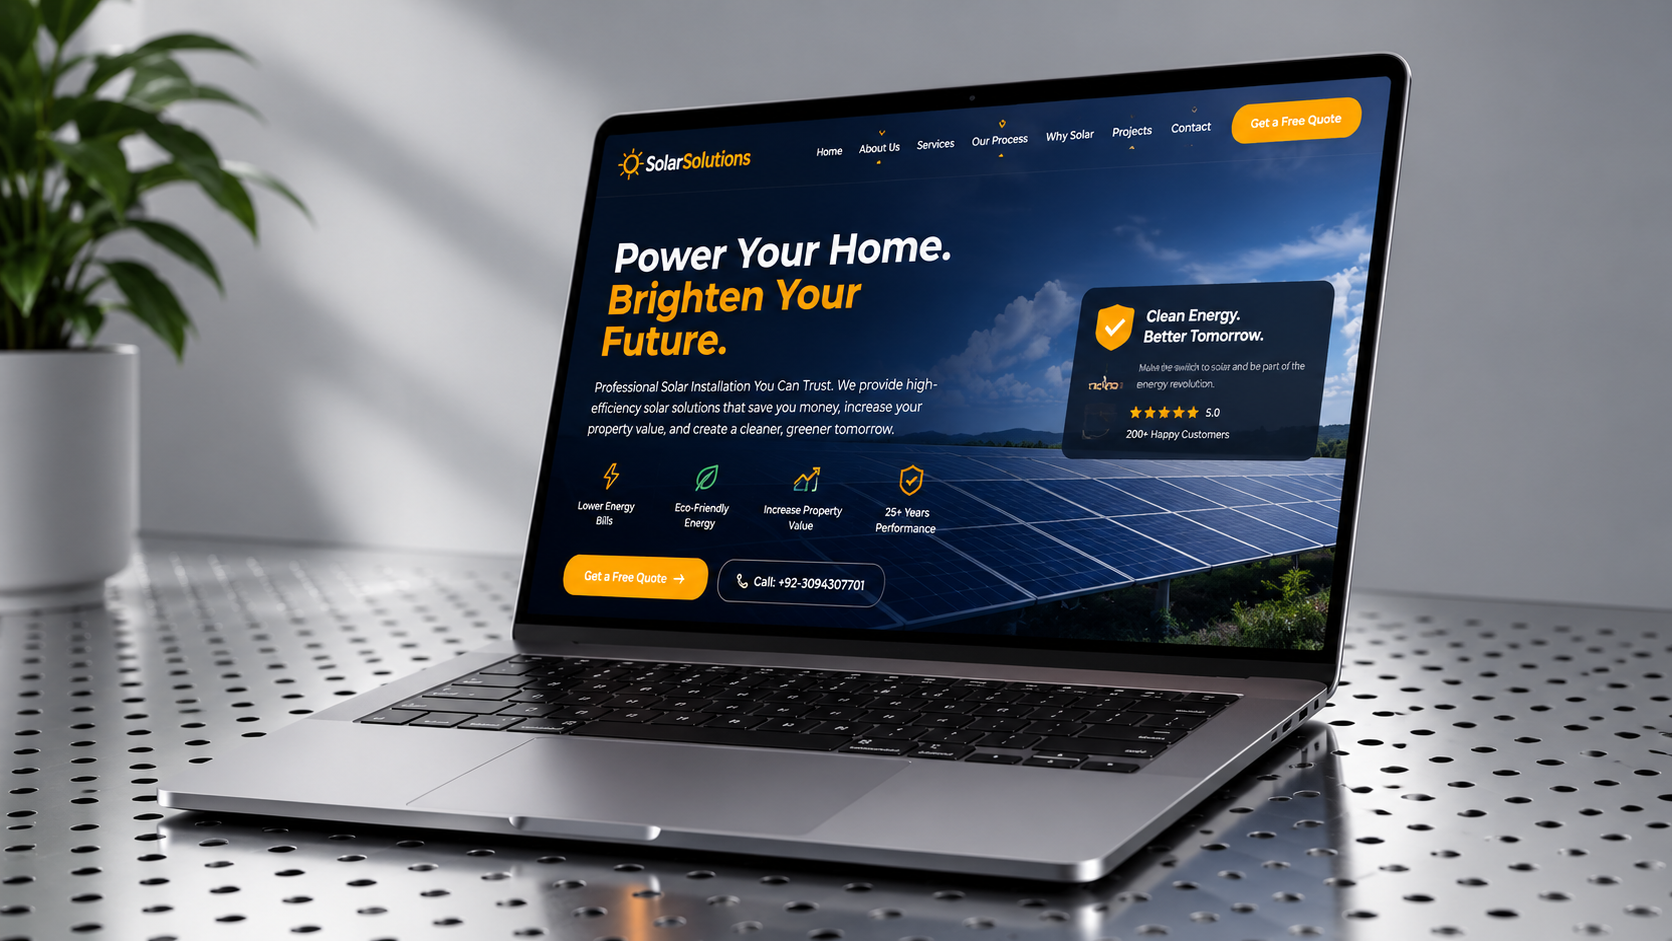 SolarSolutions
Home
About Us
Services
Our Process
Why Solar
Projects
Contact
Get a Free Quote
Power Your Home.
Brighten Your
Future.
Professional Solar Installation You Can Trust. We provide high-
efficiency solar solutions that save you money, increase your
property value, and create a cleaner, greener tomorrow.
Lower Energy
Bills
Eco-Friendly
Energy
Increase Property
Value
25+ Years
Performance
Get a Free Quote →
Call: +92-3094307701
Clean Energy.
Better Tomorrow.
Make the switch to solar and be part of the
energy revolution.
★★★★★ 5.0
200+ Happy Customers